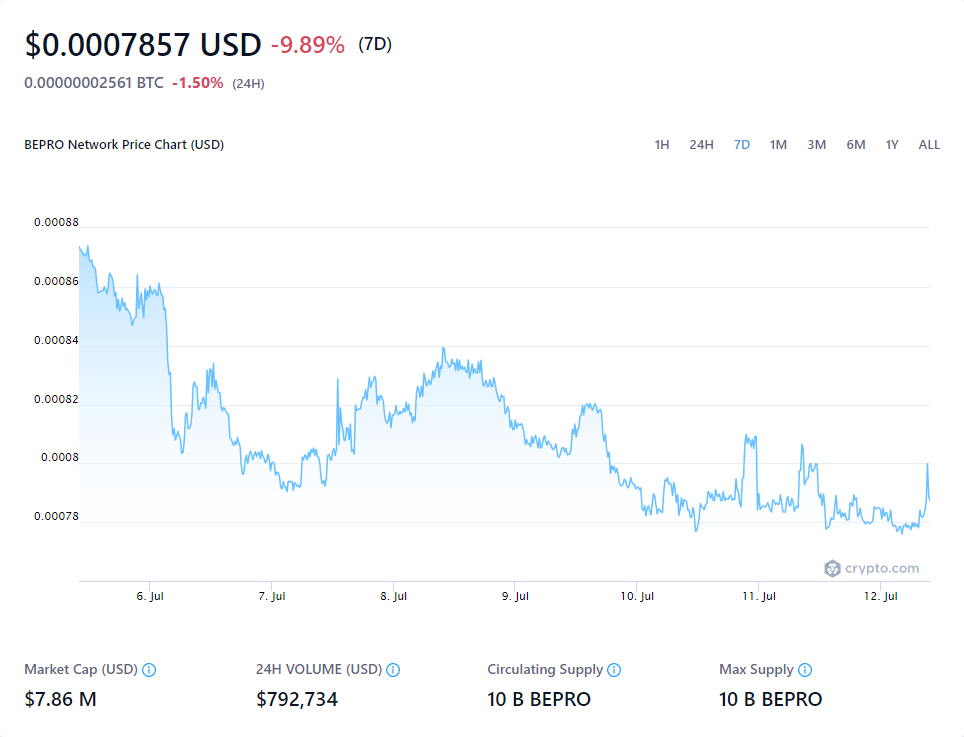 $0.0007857 USD -9.89% (7D)
0.00000002561 BTC -1.50% (24H)
BEPRO Network Price Chart (USD) 1H 24H 7D 1M 3M 6M 1Y ALL
0.00088
0.00086
0.00084
0.00082
0.0008
0.00078
crypto.com
6. Jul 7. Jul 8. Jul 9. Jul 10. Jul 11. Jul 12. Jul
Market Cap (USD) 24H VOLUME (USD) Circulating Supply Max Supply
$7.86 M $792,734 10 B BEPRO 10 B BEPRO